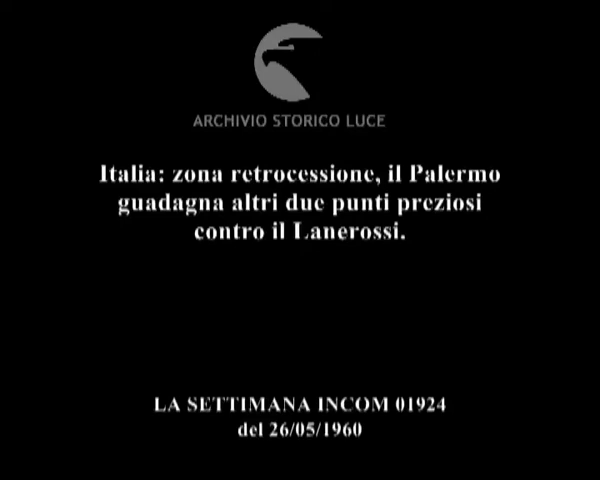 ARCHIVIO STORICO LUCE
Italia: zona retrocessione, il Palermo
guadagna altri due punti preziosi
contro il Lanerossi.
LA SETTIMANA INCOM 01924
del 26/05/1960